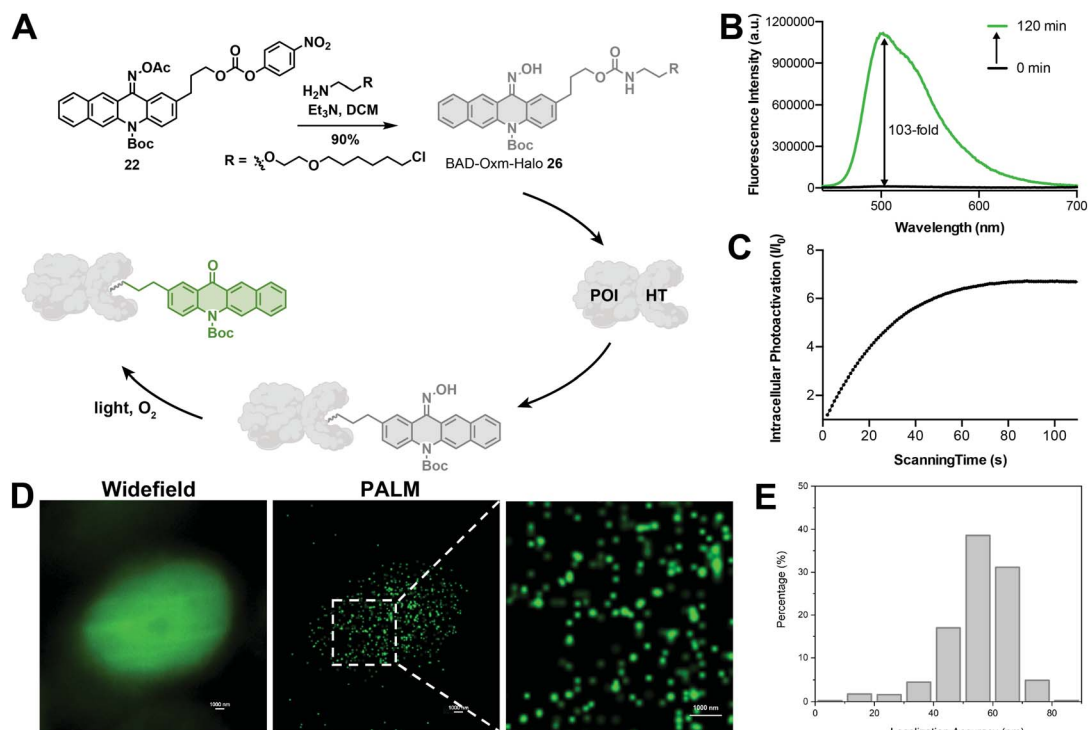 A
NO₂
OAc
N
O
O
O
N
Boc
22
H₂N
R
Et₃N, DCM
90%
R =
O
O
Cl
OH
N
O
O
N
H
R
N
Boc
BAD-Oxm-Halo 26
POI HT
OH
N
N
Boc
light, O₂
O
N
Boc
B
Fluorescence Intensity (a.u.)
1200000
900000
600000
300000
0
500 600 700
Wavelength (nm)
120 min
0 min
103-fold
C
Intracellular Photoactivation (I/I₀)
8
6
4
2
0 20 40 60 80 100
ScanningTime (s)
D
Widefield
PALM
1000 nm
1000 nm
1000 nm
E
Percentage (%)
50
40
30
20
10
0
0 20 40 60 80